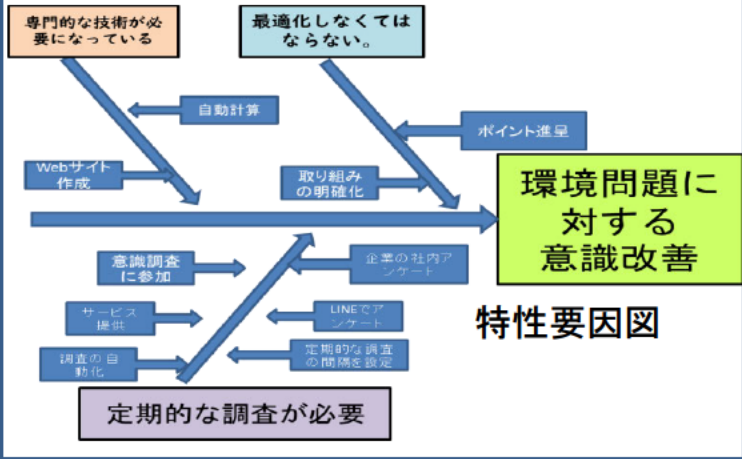 専門的な技術が必
要になっている
最適化しなくては
ならない。
自動計算
ポイント進呈
Webサイト
作成
取り組み
の明確化
環境問題に
対する
意識改善
意識調査
に参加
企業の社内ア
ンケート
サービス
提供
LINEでア
ンケート
調査の自
動化
定期的な調査
の間隔を設定
特性要因図
定期的な調査が必要